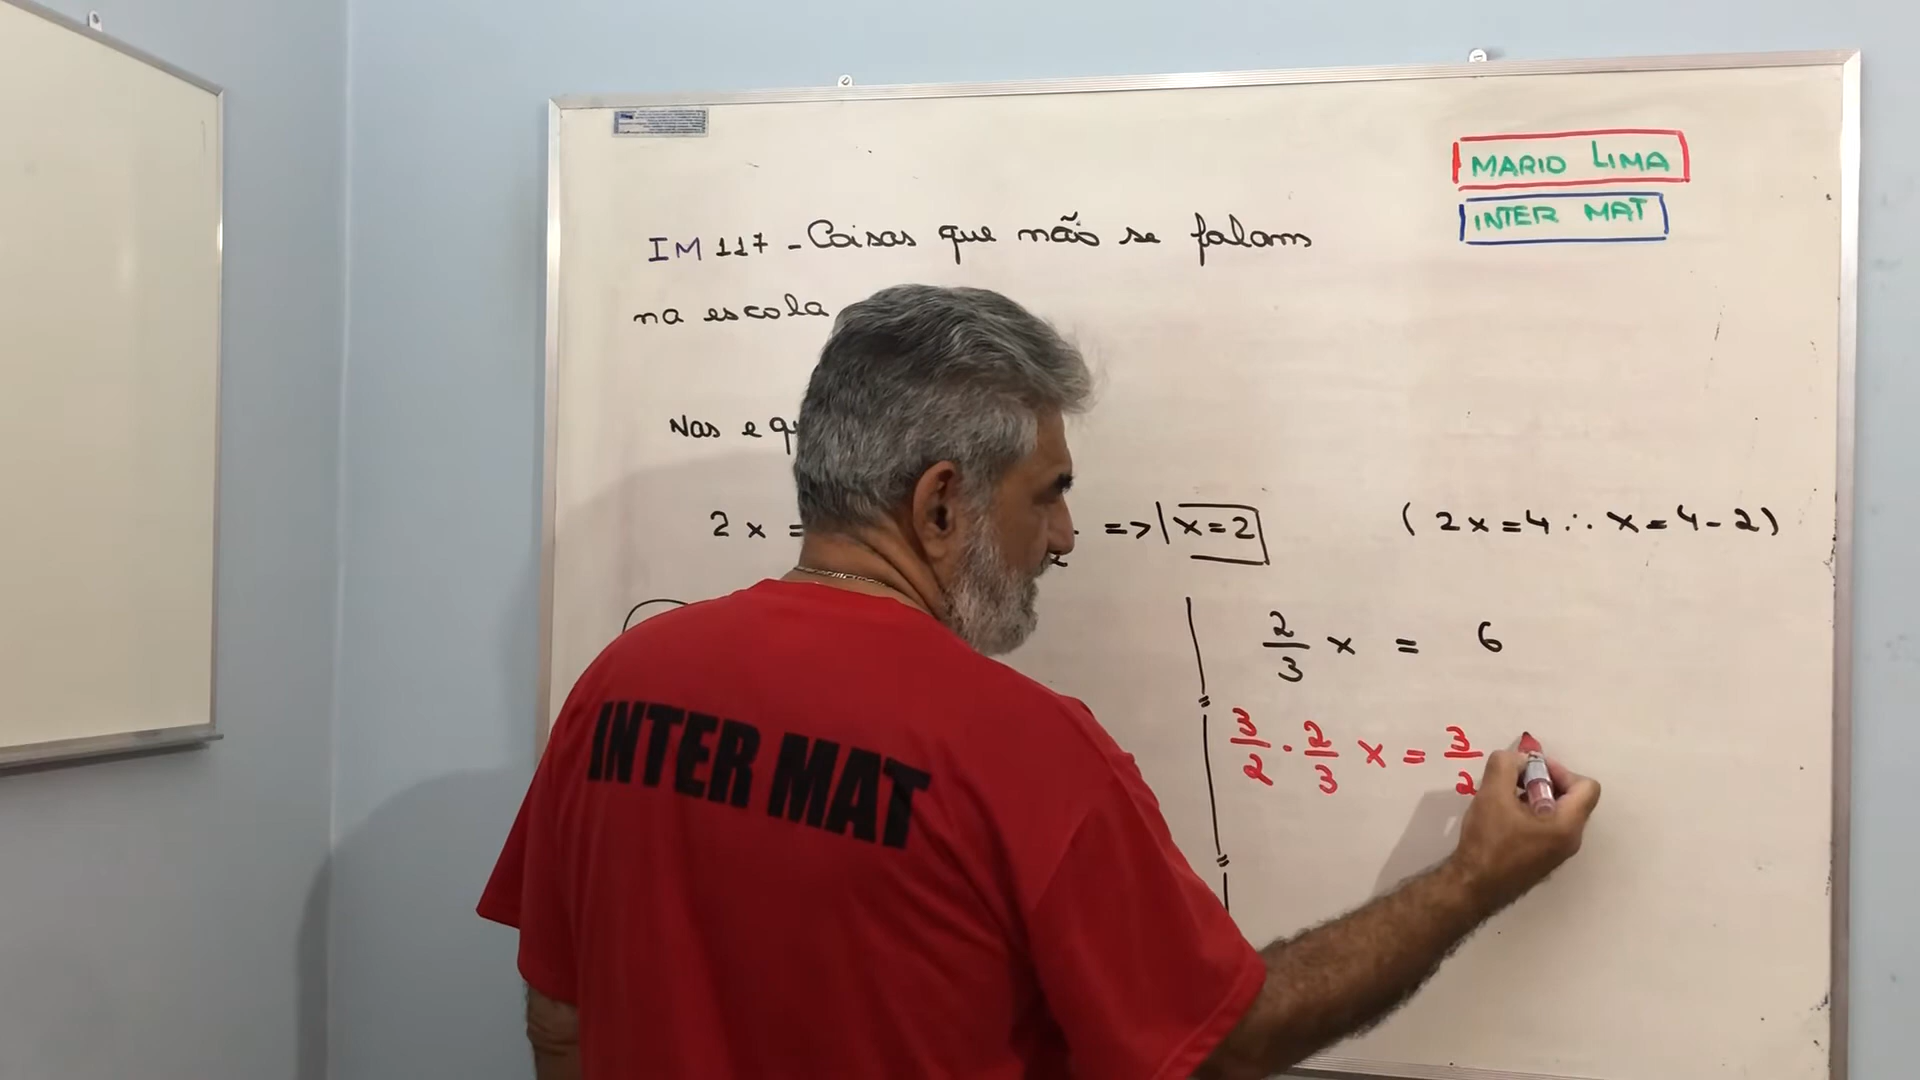 MARIO LIMA
INTER MAT
IM 117 - Coisas que não se falam
na escola
Nas
2x =
=> x=2
(2x=4 ∴ x=4-2)
2/3 x = 6
3/2 · 2/3 x = 3/2
INTER MAT